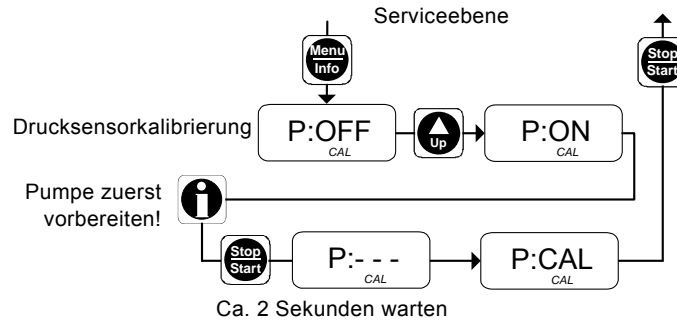 Serviceebene
Menu
Info
Stop
Start
Drucksensorkalibrierung
P:OFF
CAL
Up
P:ON
CAL
Pumpe zuerst
vorbereiten!
i
Stop
Start
P:- - -
CAL
P:CAL
CAL
Ca. 2 Sekunden warten